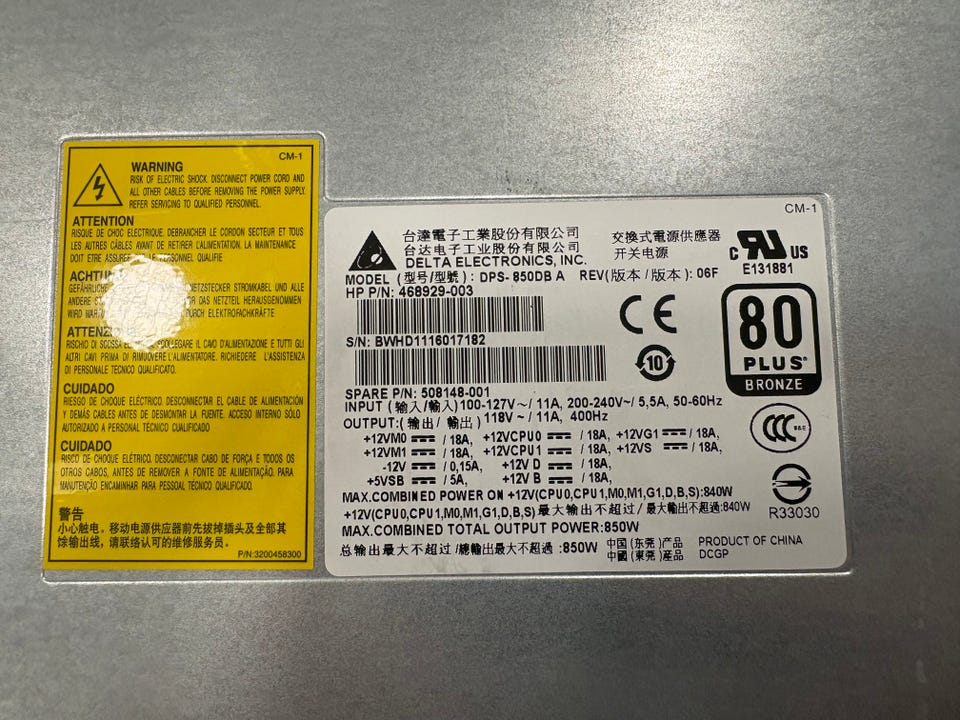 CM-1
WARNING
RISK OF ELECTRIC SHOCK. DISCONNECT POWER CORD AND
ALL OTHER CABLES BEFORE REMOVING THE POWER SUPPLY.
REFER SERVICING TO QUALIFIED PERSONNEL.
ATTENTION
RISQUE DE CHOC ELECTRIQUE. DEBRANCHER LE CORDON SECTEUR ET TOUS
LES AUTRES CÂBLES AVANT DE RETIRER L'ALIMENTATION. LA MAINTENANCE
DOIT ETRE PERSONNEL QUALIFIE
GEFÄHRLICHE NETZSTECKER STROMKABEL UND ALLE
ANDERE DAS NETZTEIL HERAUSGENOMMEN
WIRD DURCH ELEKTROFACHKRÄFTE
RISCHIO DI SCOSSA IL CAVO D'ALIMENTAZIONE E TUTTI GLI
ALTRI CAVI PRIMA DI RIMUOVERE L'ALIMENTATORE. RICHIEDERE L'ASSISTENZA
DI PERSONALE TECNICO QUALIFICATO.
CUIDADO
RIESGO DE CHOQUE ELÉCTRICO. DESCONECTAR EL CABLE DE ALIMENTACIÓN
Y DEMÁS CABLES ANTES DE DESMONTAR LA FUENTE. ACCESO INTERNO SÓLO
AUTORIZADO A PERSONAL TÉCNICO CUALIFICADO
CUIDADO
RISCO DE CHOQUE ELÉTRICO. DESCONECTAR CABO DE FORÇA E TODOS OS
OTROS CABOS, ANTES DE REMOVER A FONTE DE ALIMENTAÇÃO. PARA
MANUTENÇÃO ENCAMINHAR PARA PESSOAL TÉCNICO QUALIFICADO.
警告
小心触电。移动电源供应器前先拔掉插头及全部其
馀输出线，请联络认可的维修服务员。
P/N:3200458300
CM-1
台達電子工業股份有限公司 交換式電源供應器
台达电子工业股份有限公司 开关电源
DELTA ELECTRONICS, INC.
C RU US
E131881
MODEL (型号/型號): DPS-850DB A REV(版本/版本): 06F
HP P/N: 468929-003
S/N: BWHD1116017182
CE
10
80
PLUS
BRONZE
SPARE P/N: 508148-001
INPUT (输入/輸入)100-127V~/ 11A, 200-240V~/ 5,5A, 50-60Hz
OUTPUT:(输出/ 輸出) 118V ~/ 11A, 400Hz
+12VM0 / 18A, +12VCPU0 / 18A, +12VG1 / 18A,
+12VM1 / 18A, +12VCPU1 / 18A, +12VS / 18A,
-12V / 0,15A, +12V D / 18A,
+5VSB / 5A, +12V B / 18A,
MAX.COMBINED POWER ON +12V(CPU0,CPU1,M0,M1,G1,D,B,S):840W
+12V(CPU0,CPU1,M0,M1,G1,D,B,S)最大输出不超过/最大輸出不超過:840W
MAX.COMBINED TOTAL OUTPUT POWER:850W
总输出最大不超过/總輸出最大不超過:850W
CCC S&E
R33030
中国(东莞)产品 PRODUCT OF CHINA
中國(東莞)產品 DCGP